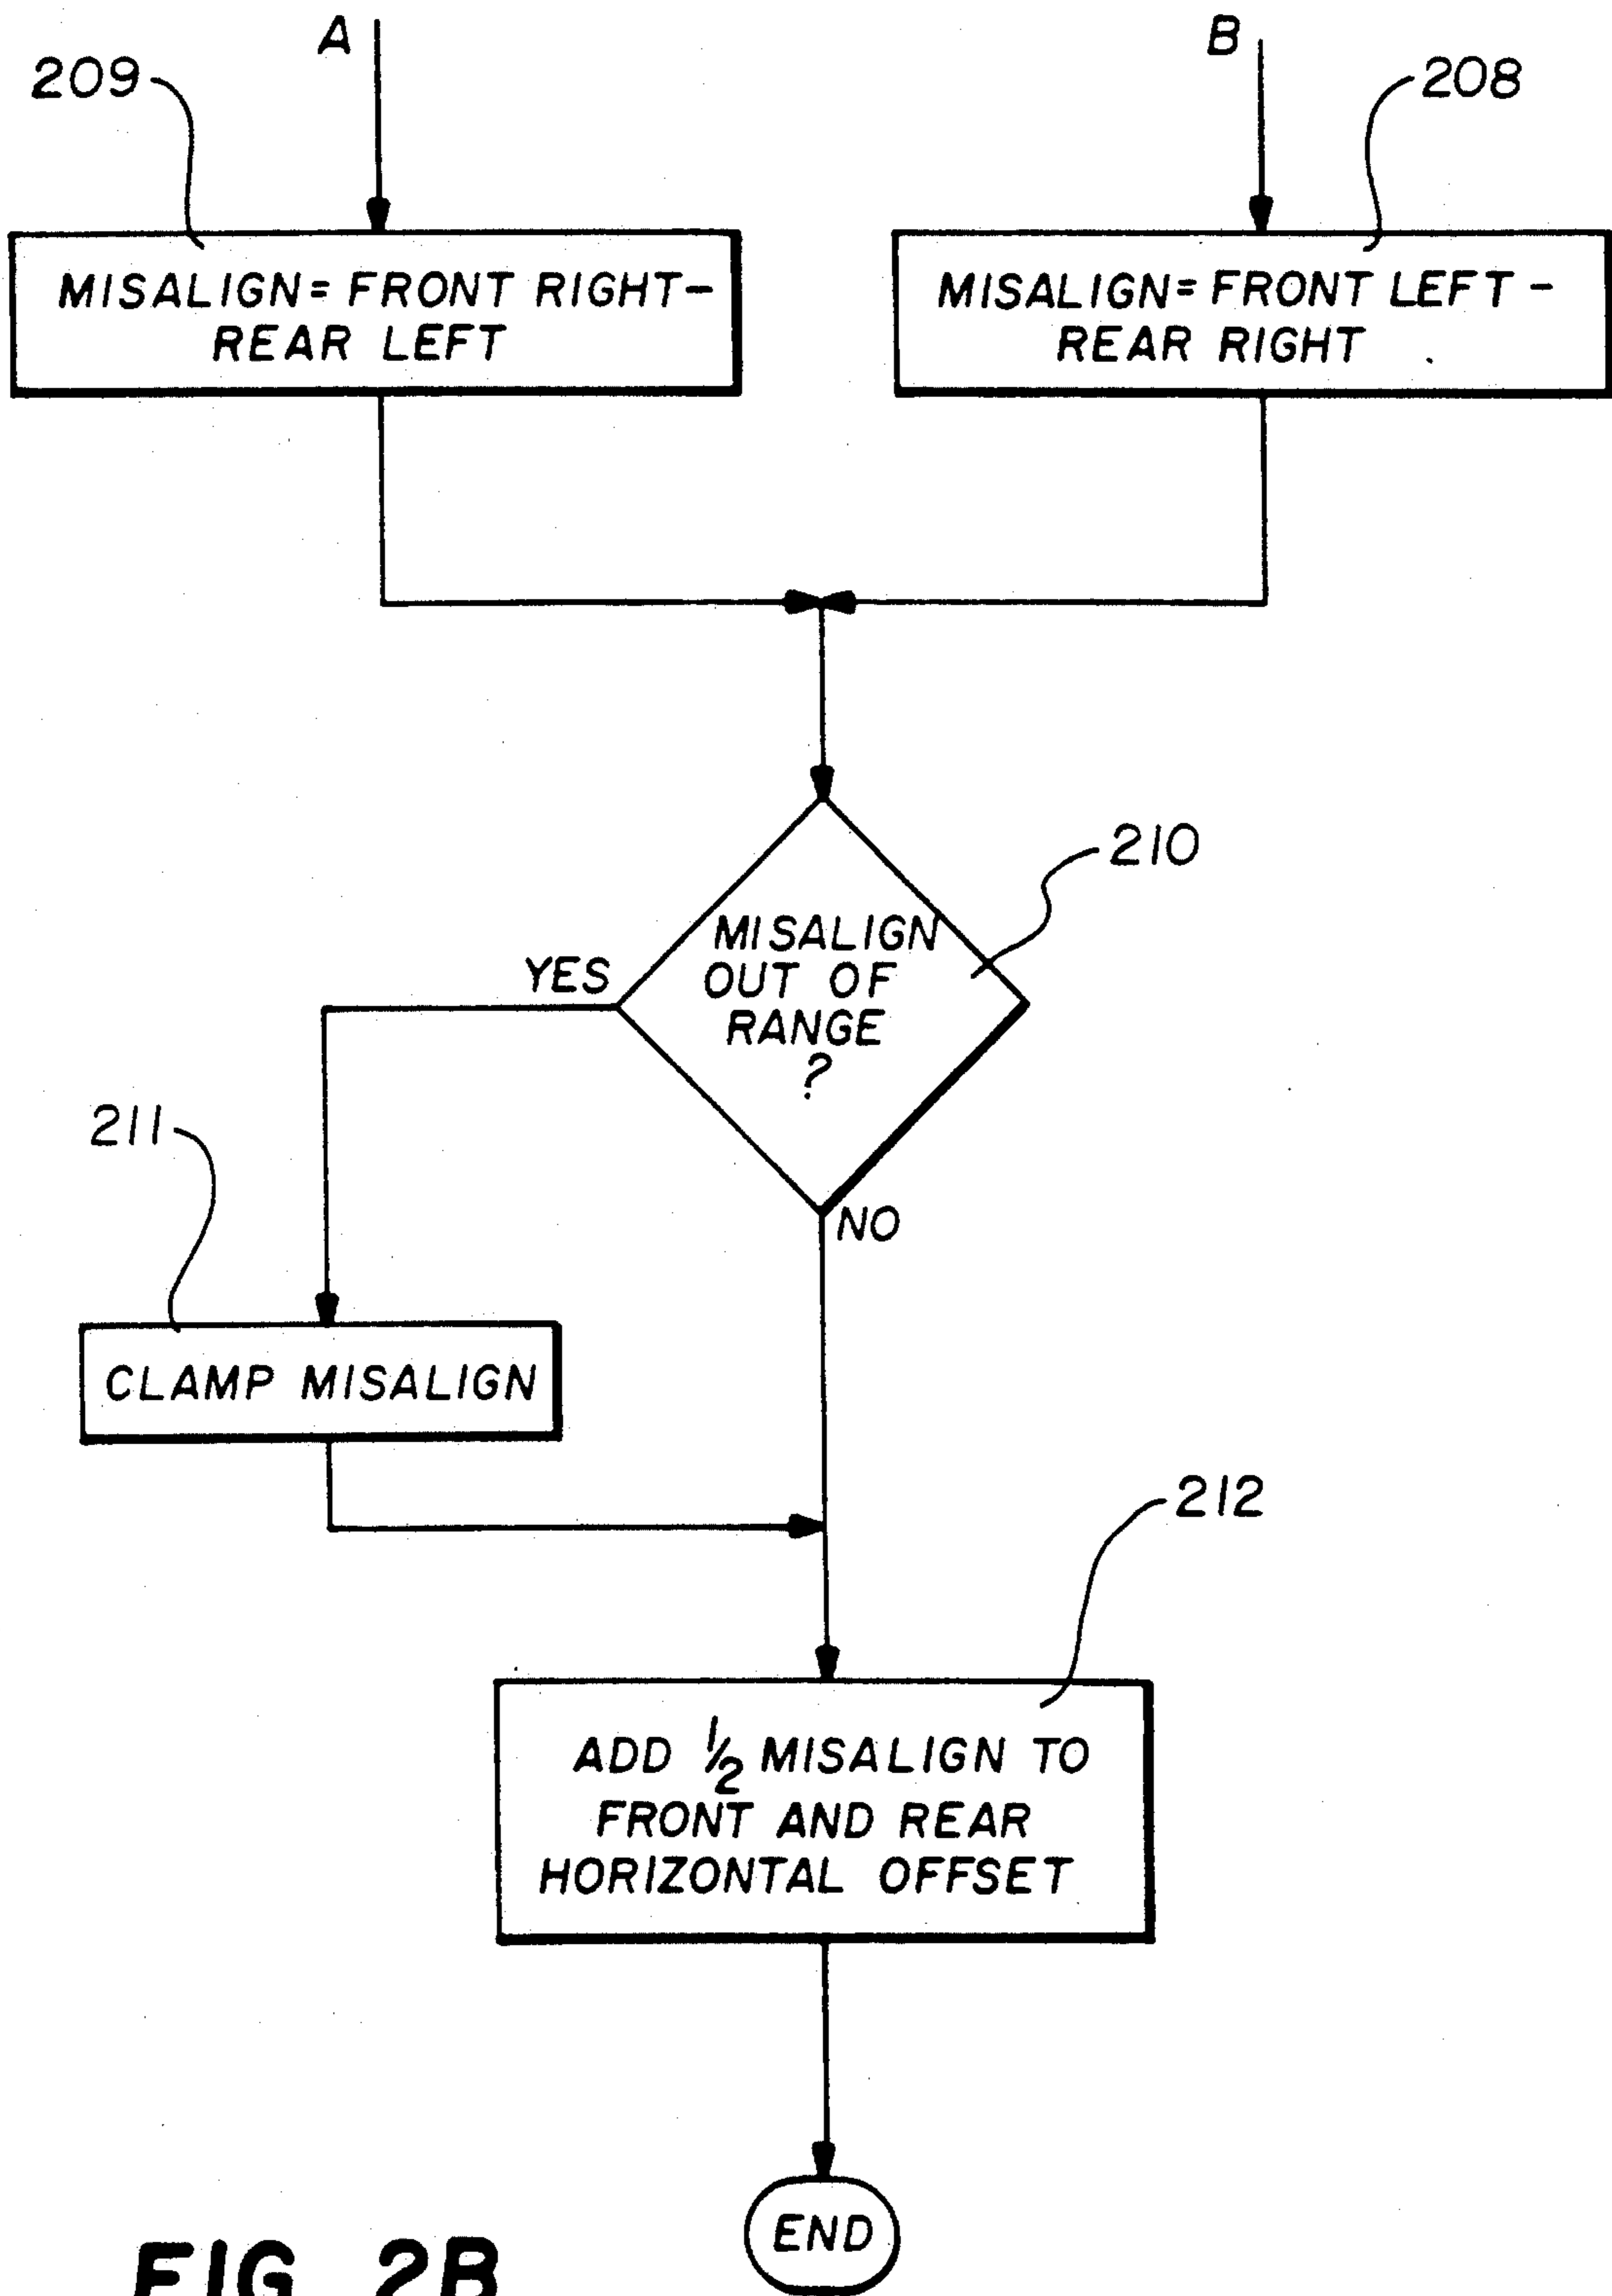 A
B
209
208
MISALIGN= FRONT RIGHT-
REAR LEFT
MISALIGN= FRONT LEFT -
REAR RIGHT
210
MISALIGN
OUT OF
RANGE
?
YES
NO
211
CLAMP MISALIGN
212
ADD 1/2 MISALIGN TO
FRONT AND REAR
HORIZONTAL OFFSET
END
FIG. 2B